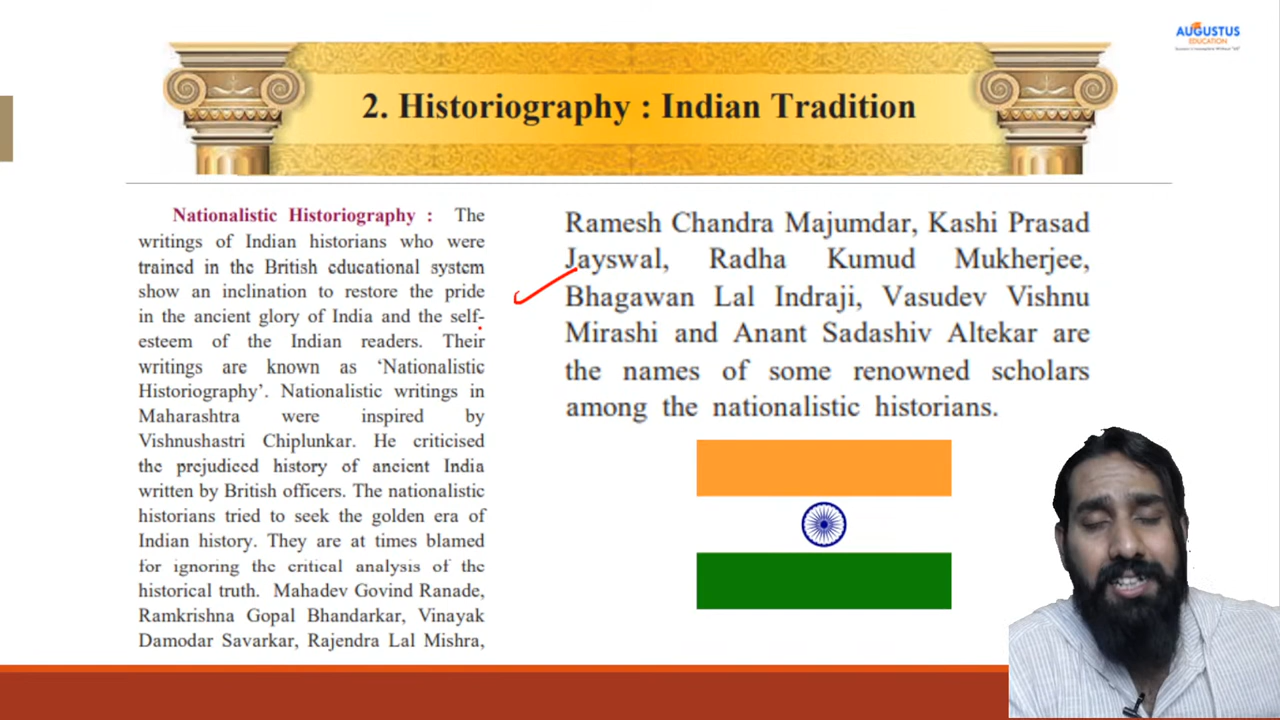 AUGUSTUS
EDUCATION
2. Historiography : Indian Tradition
Nationalistic Historiography : The
writings of Indian historians who were
trained in the British educational system
show an inclination to restore the pride
in the ancient glory of India and the self-
esteem of the Indian readers. Their
writings are known as ‘Nationalistic
Historiography’. Nationalistic writings in
Maharashtra were inspired by
Vishnushastri Chiplunkar. He criticised
the prejudiced history of ancient India
written by British officers. The nationalistic
historians tried to seek the golden era of
Indian history. They are at times blamed
for ignoring the critical analysis of the
historical truth. Mahadev Govind Ranade,
Ramkrishna Gopal Bhandarkar, Vinayak
Damodar Savarkar, Rajendra Lal Mishra,
Ramesh Chandra Majumdar, Kashi Prasad
Jayswal, Radha Kumud Mukherjee,
Bhagawan Lal Indraji, Vasudev Vishnu
Mirashi and Anant Sadashiv Altekar are
the names of some renowned scholars
among the nationalistic historians.